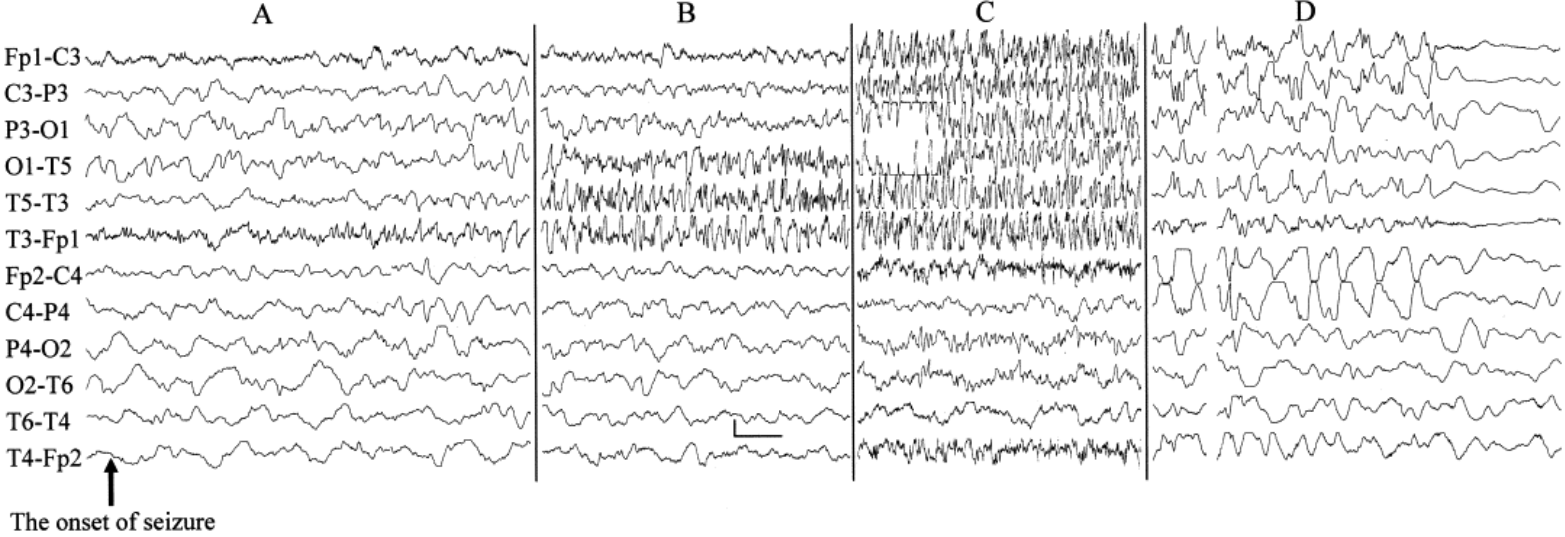 A B C D
Fp1-C3
C3-P3
P3-O1
O1-T5
T5-T3
T3-Fp1
Fp2-C4
C4-P4
P4-O2
O2-T6
T6-T4
T4-Fp2
The onset of seizure